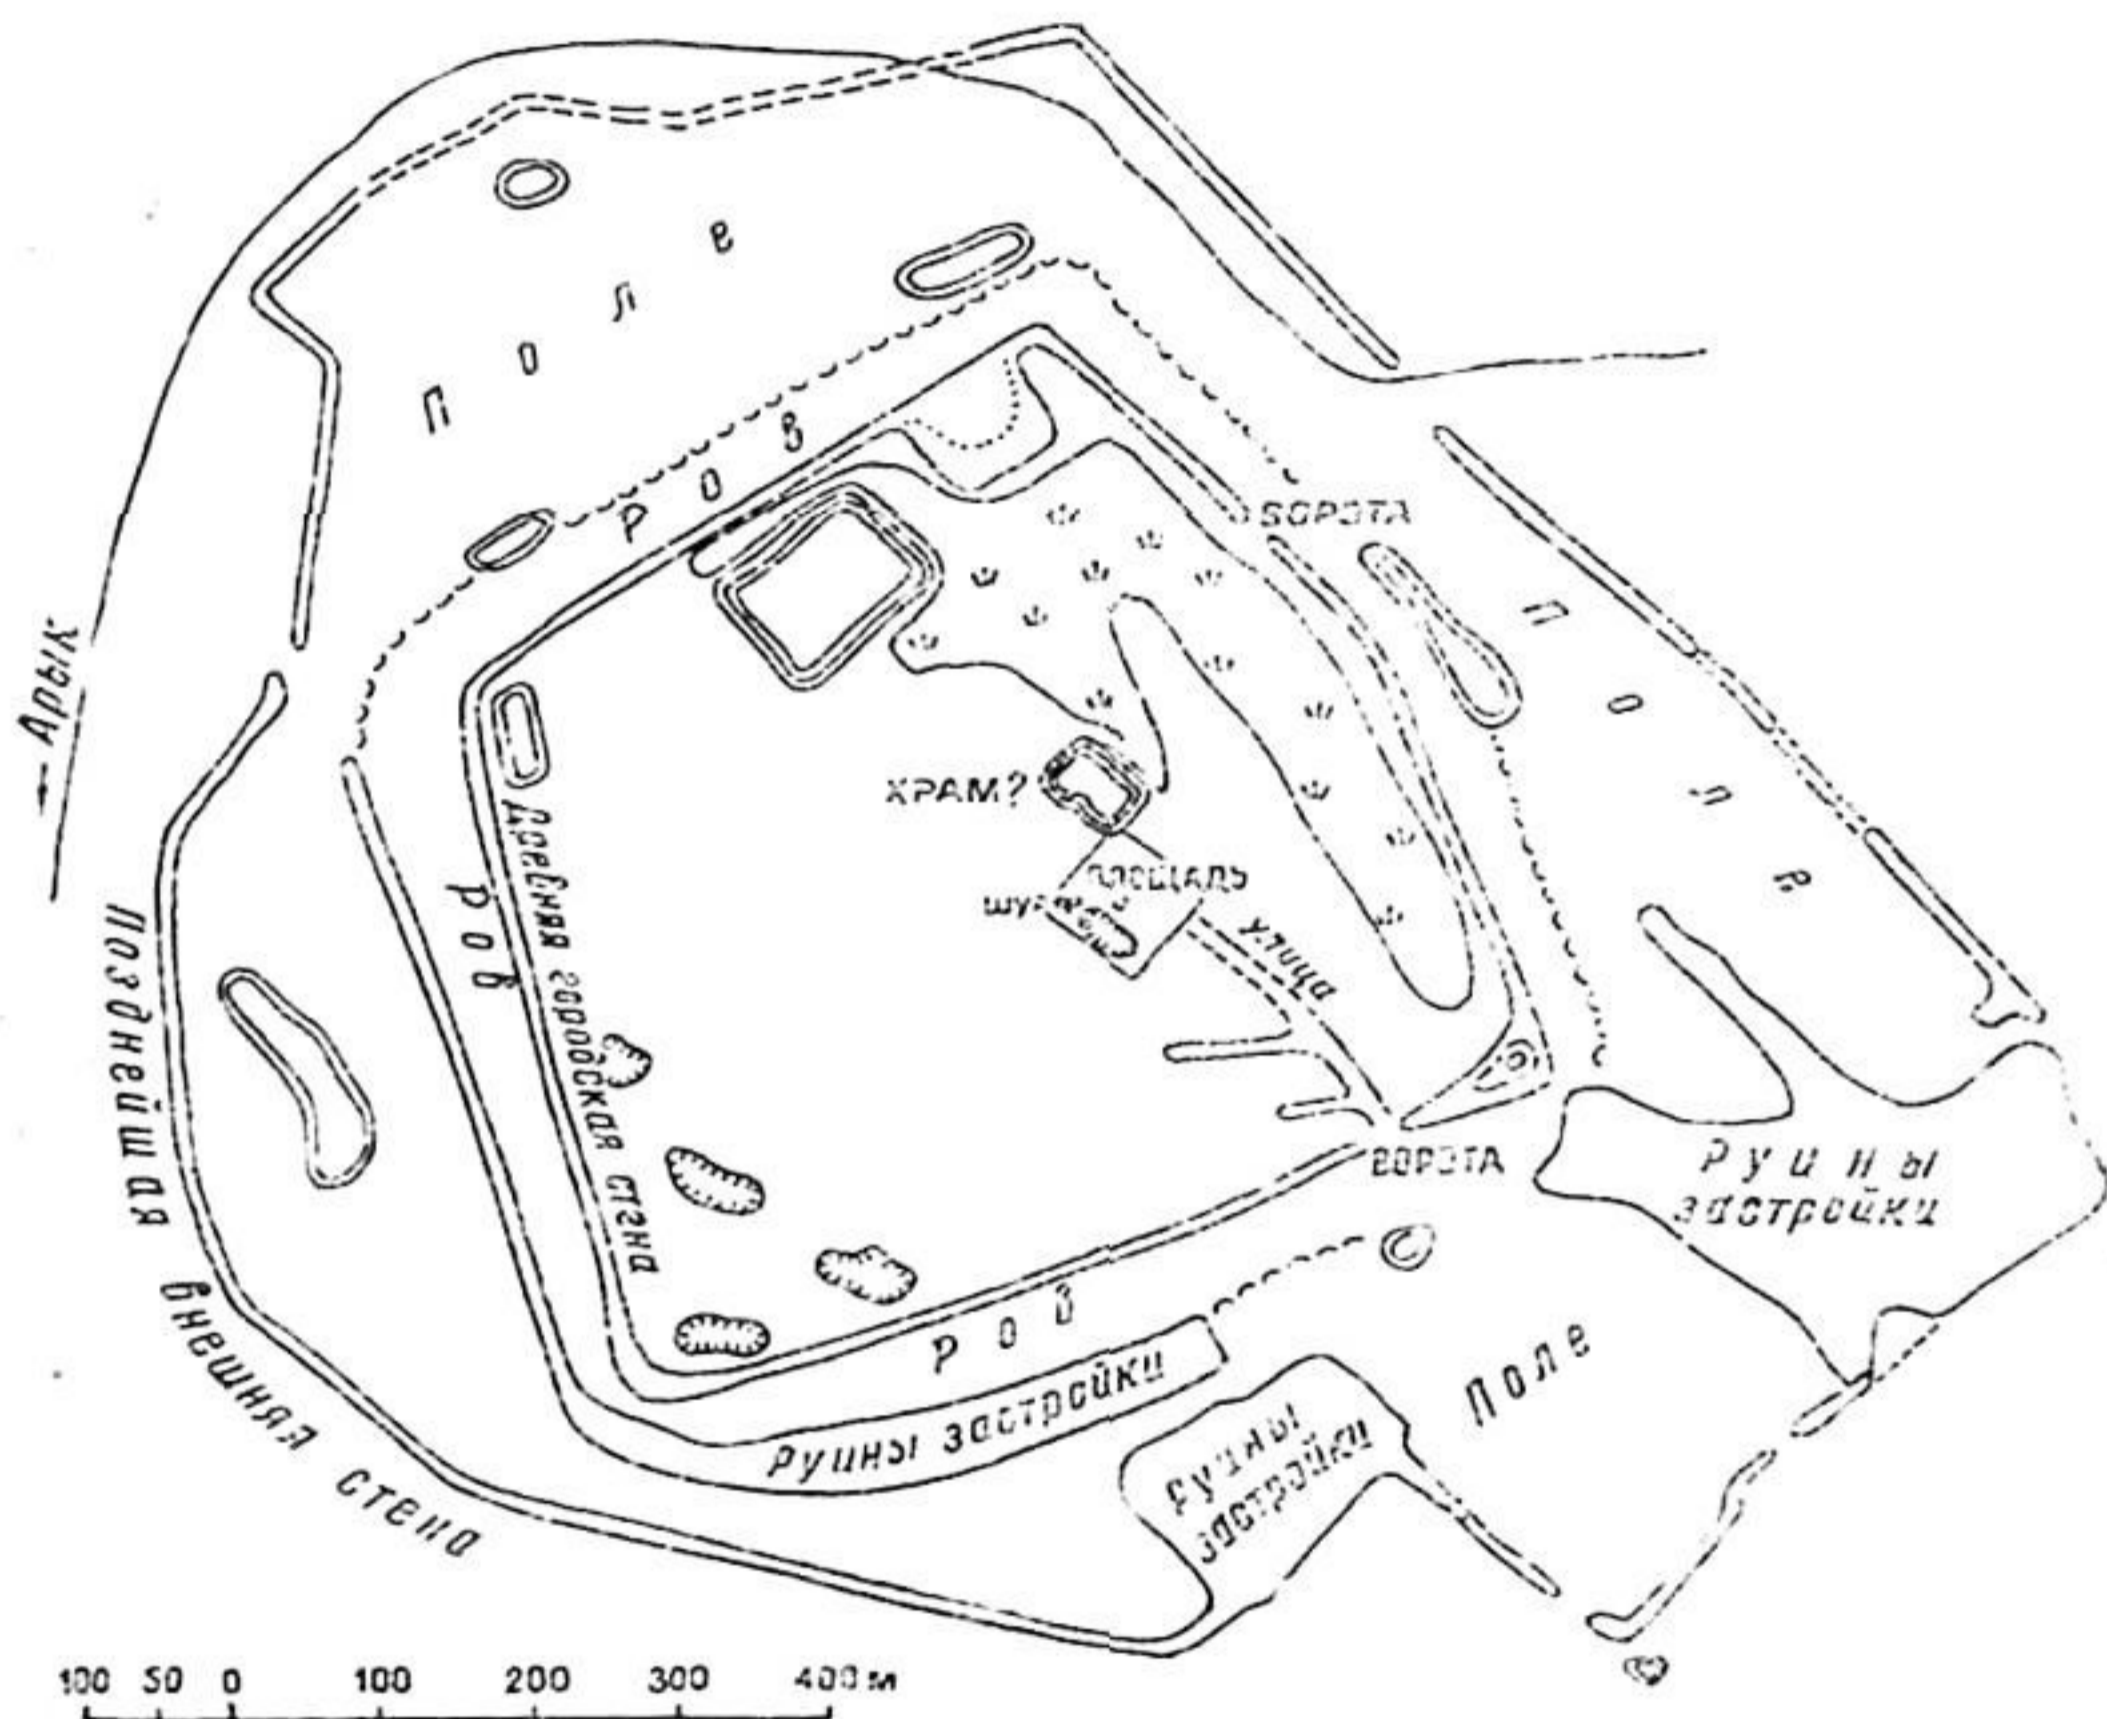 Поле
Ров
ВОРОТА
Арык
Поле
ХРАМ?
Древняя городская стена
Ров
ПЛОЩАДЬ
улица
Позднейшая внешняя стена
ВОРОТА
Руины
застройки
Ров
Руины застройки
Поле
Руины
застройки
100 50 0 100 200 300 400 м